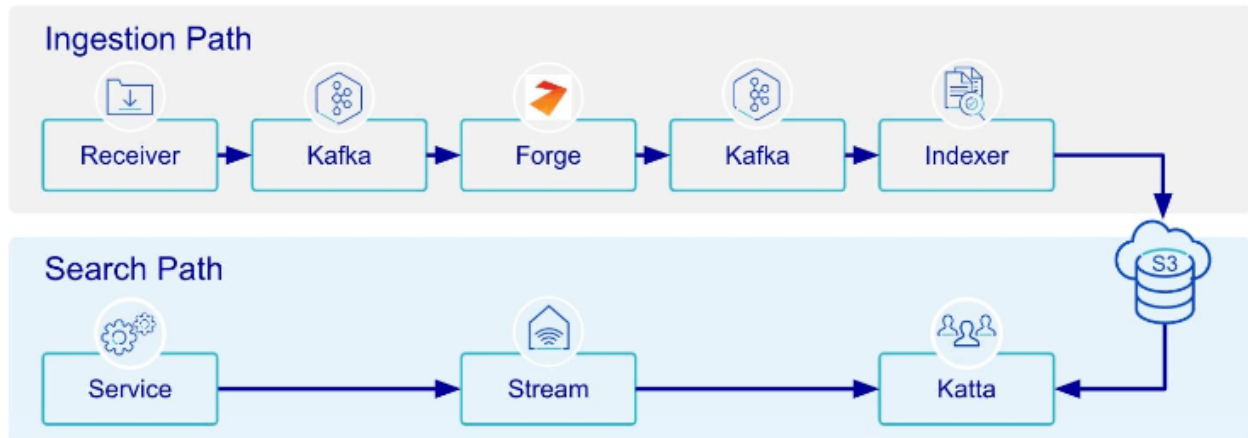 Ingestion Path
Receiver
Kafka
Forge
Kafka
Indexer
S3
Search Path
Service
Stream
Katta